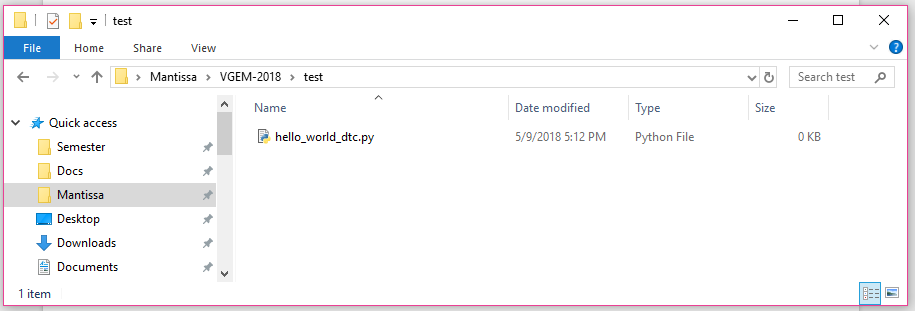 test
File Home Share View
Mantissa VGEM-2018 test Search test
Name Date modified Type Size
Quick access
hello_world_dtc.py 5/9/2018 5:12 PM Python File 0 KB
Semester
Docs
Mantissa
Desktop
Downloads
Documents
1 item